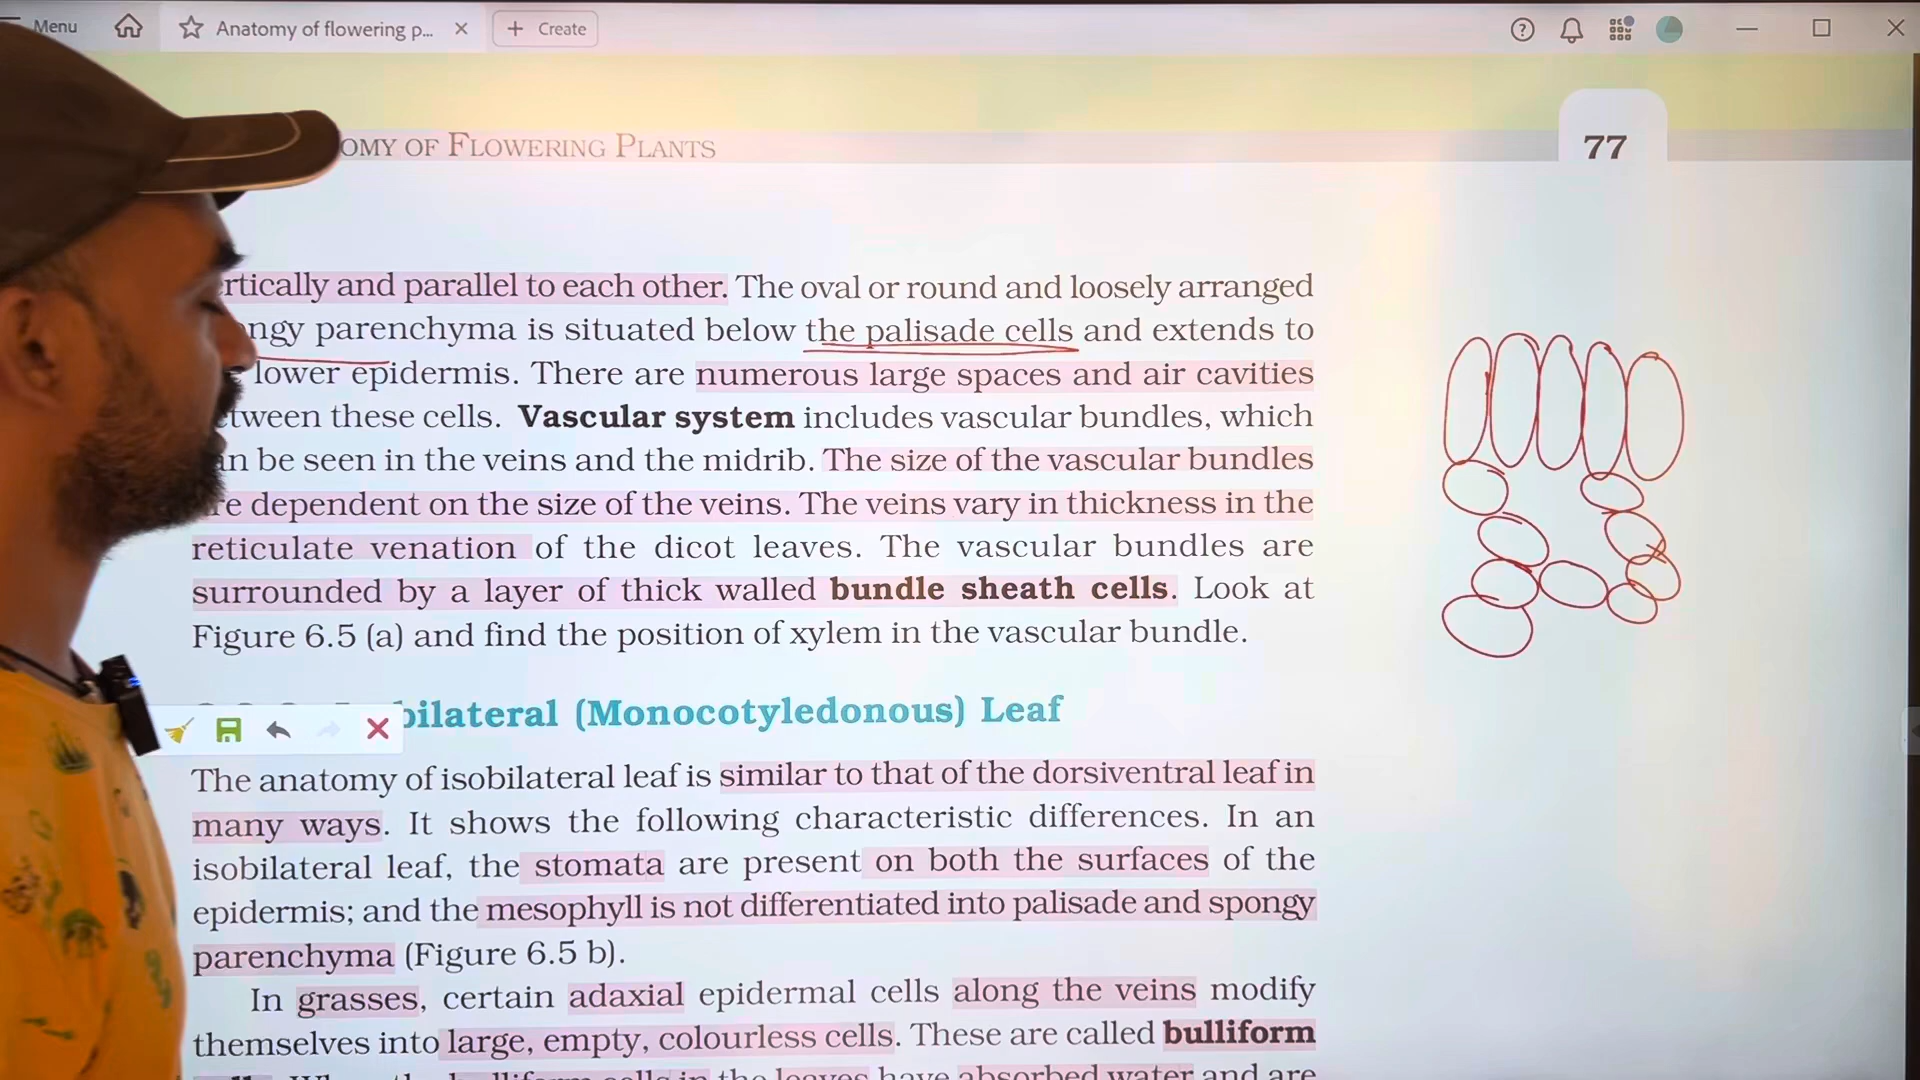 Menu
Anatomy of flowering p...
Create
OMY OF FLOWERING PLANTS
77
rtically and parallel to each other. The oval or round and loosely arranged
ngy parenchyma is situated below the palisade cells and extends to
lower epidermis. There are numerous large spaces and air cavities
tween these cells. Vascular system includes vascular bundles, which
n be seen in the veins and the midrib. The size of the vascular bundles
re dependent on the size of the veins. The veins vary in thickness in the
reticulate venation of the dicot leaves. The vascular bundles are
surrounded by a layer of thick walled bundle sheath cells. Look at
Figure 6.5 (a) and find the position of xylem in the vascular bundle.
bilateral (Monocotyledonous) Leaf
The anatomy of isobilateral leaf is similar to that of the dorsiventral leaf in
many ways. It shows the following characteristic differences. In an
isobilateral leaf, the stomata are present on both the surfaces of the
epidermis; and the mesophyll is not differentiated into palisade and spongy
parenchyma (Figure 6.5 b).
In grasses, certain adaxial epidermal cells along the veins modify
themselves into large, empty, colourless cells. These are called bulliform
the leaves have absorbed water and are